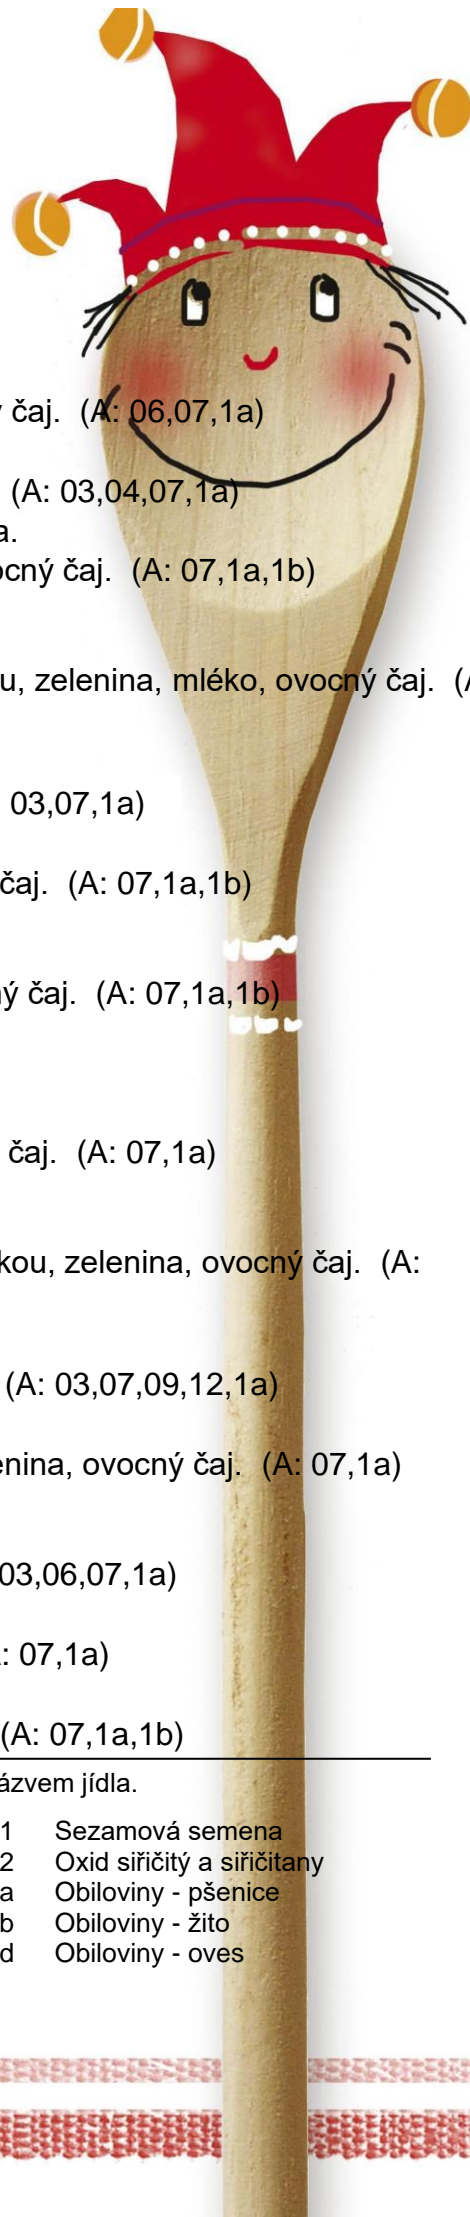 ý čaj. (A: 06,07,1a)
(A: 03,04,07,1a)
a.
ocný čaj. (A: 07,1a,1b)
u, zelenina, mléko, ovocný čaj. (A
03,07,1a)
čaj. (A: 07,1a,1b)
ný čaj. (A: 07,1a,1b)
čaj. (A: 07,1a)
kou, zelenina, ovocný čaj. (A:
(A: 03,07,09,12,1a)
enina, ovocný čaj. (A: 07,1a)
03,06,07,1a)
: 07,1a)
(A: 07,1a,1b)
ázvem jídla.
1 Sezamová semena
2 Oxid siřičitý a siřičitany
a Obiloviny - pšenice
b Obiloviny - žito
d Obiloviny - oves